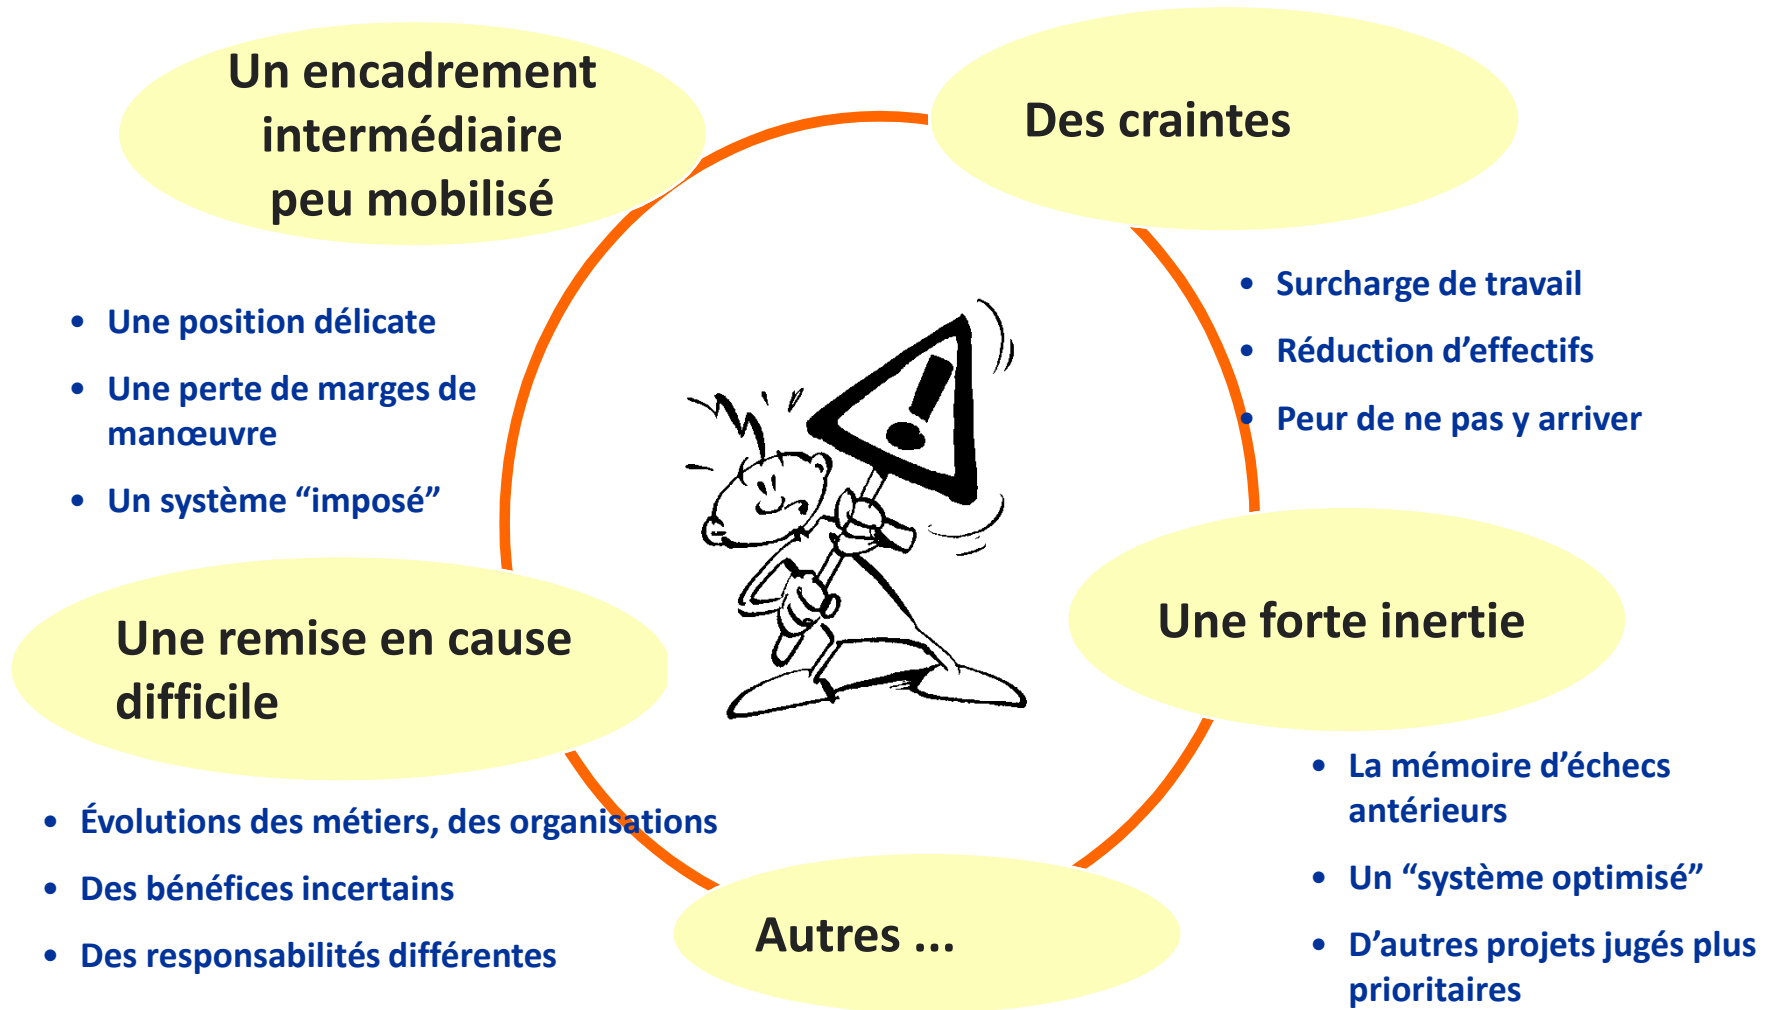 Un encadrement
intermédiaire
peu mobilisé
• Une position délicate
• Une perte de marges de
manœuvre
• Un système “imposé”
Des craintes
• Surcharge de travail
• Réduction d’effectifs
• Peur de ne pas y arriver
Une remise en cause
difficile
• Évolutions des métiers, des organisations
• Des bénéfices incertains
• Des responsabilités différentes
Une forte inertie
• La mémoire d’échecs
antérieurs
• Un “système optimisé”
• D’autres projets jugés plus
prioritaires
Autres ...